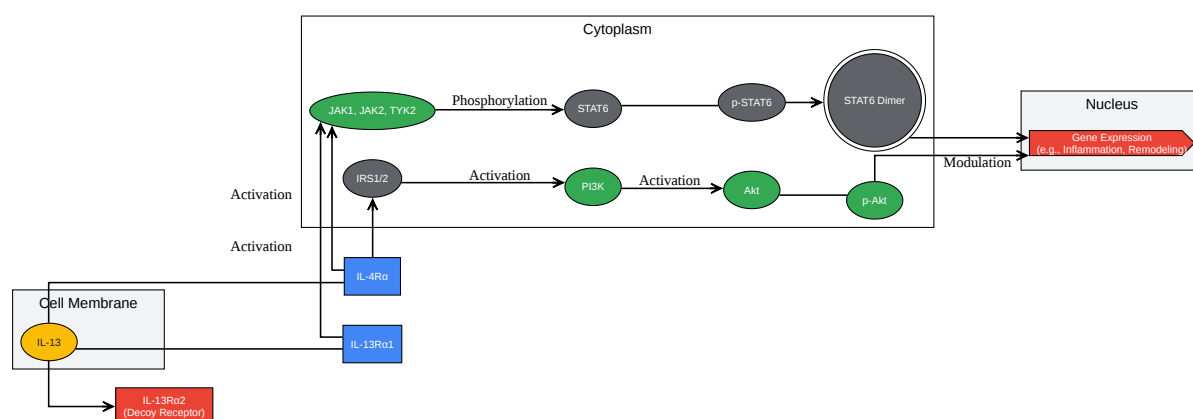 Cytoplasm
JAK1, JAK2, TYK2
Phosphorylation
STAT6
p-STAT6
STAT6 Dimer
Nucleus
Gene Expression
(e.g., Inflammation, Remodeling)
Modulation
IRS1/2
Activation
PI3K
Activation
Akt
p-Akt
Activation
Activation
IL-4Rα
Cell Membrane
IL-13
IL-13Rα1
IL-13Rα2
(Decoy Receptor)